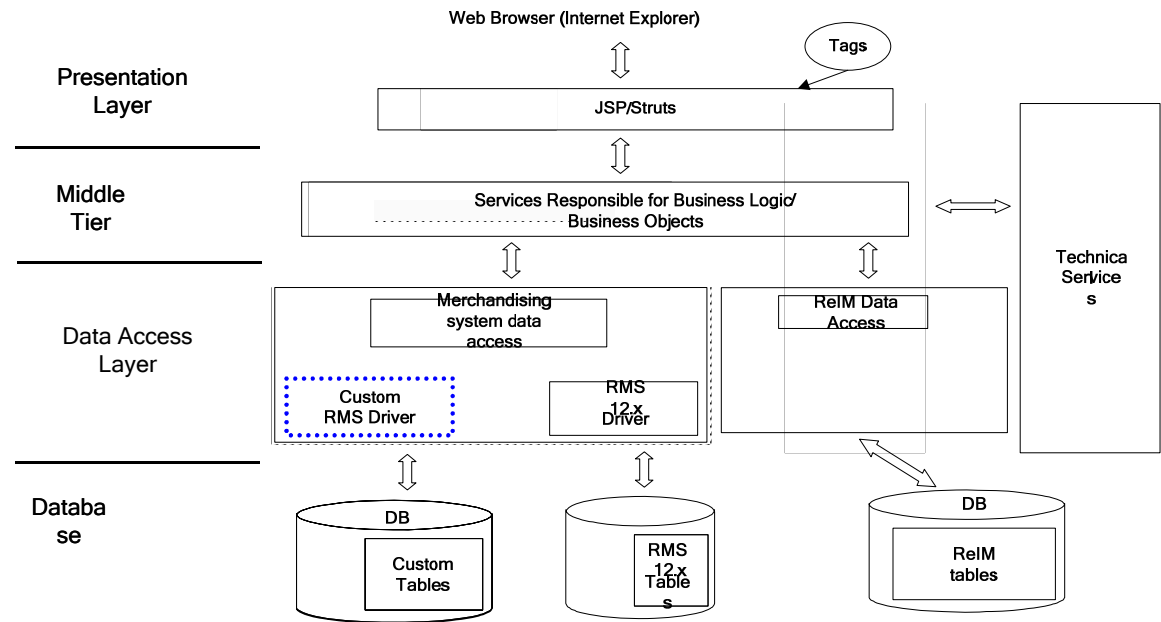 Web Browser (Internet Explorer)
Tags
Presentation
Layer
JSP/Struts
Middle
Tier
Services Responsible for Business Logic/
Business Objects
Technica
l
Service
s
Data Access
Layer
Merchandising
system data
access
ReIM Data
Access
Custom
RMS Driver
RMS
12.x
Driver
Databa
se
DB
Custom
Tables
RMS
12.x
Table
s
DB
ReIM
tables